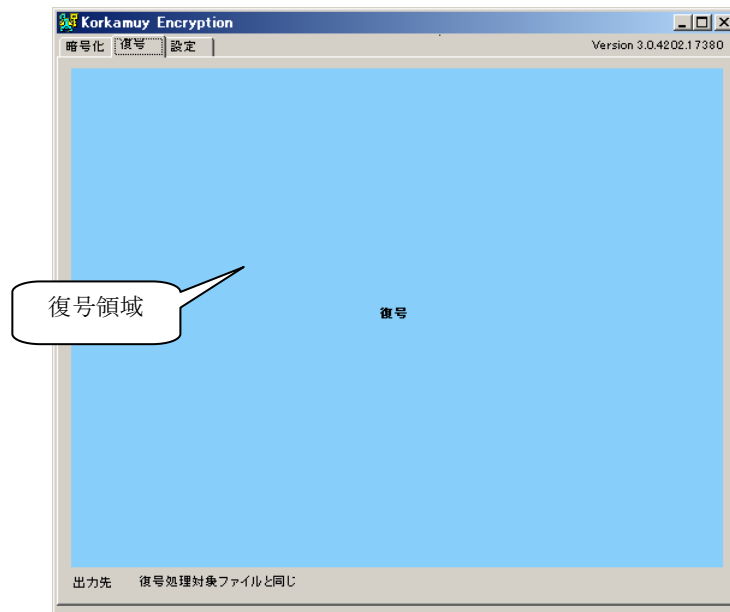 Korkamuy Encryption
暗号化 復号 設定
Version 3.0.4202.17380
復号領域
復号
出力先 復号処理対象ファイルと同じ